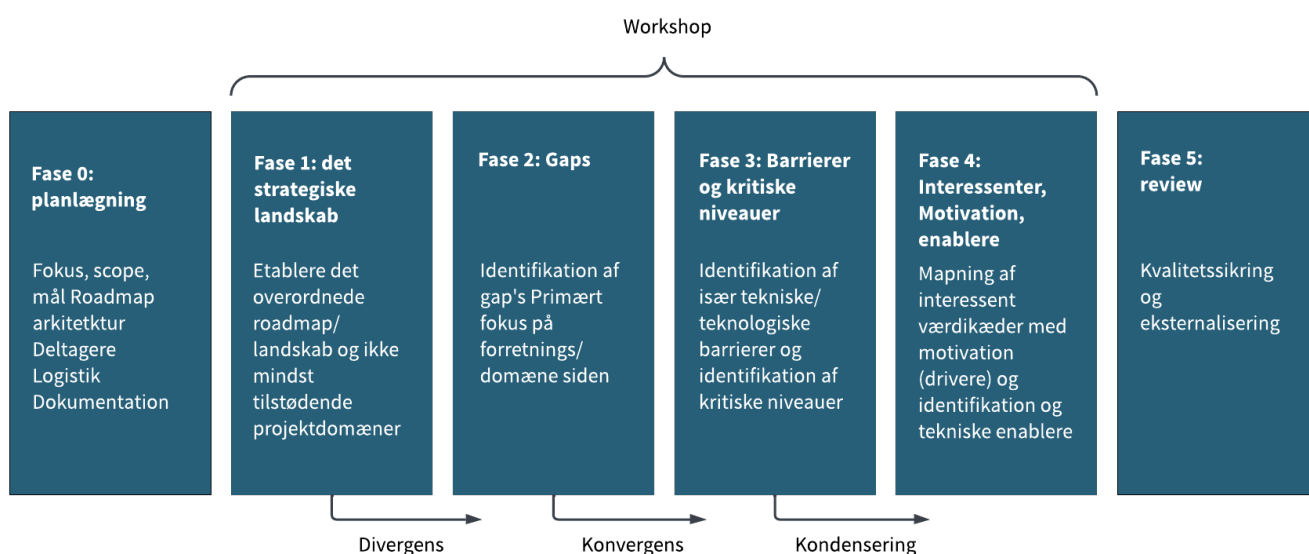 Workshop
Fase 0:
planlægning
Fokus, scope,
mål Roadmap
arkitetktur
Deltagere
Logistik
Dokumentation
Fase 1: det
strategiske
landskab
Etablere det
overordnede
roadmap/
landskab og ikke
mindst
tilstødende
projektdomæner
Fase 2: Gaps
Identifikation af
gap's Primært
fokus på
forretnings/
domæne siden
Fase 3: Barrierer
og kritiske
niveauer
Identifikation af
især tekniske/
teknologiske
barrierer og
identifikation af
kritiske niveauer
Fase 4:
Interessenter,
Motivation,
enablere
Mapning af
interessent
værdikæder med
motivation
(drivere) og
identifikation og
tekniske enablere
Fase 5:
review
Kvalitetssikring
og
eksternalisering
Divergens
Konvergens
Kondensering